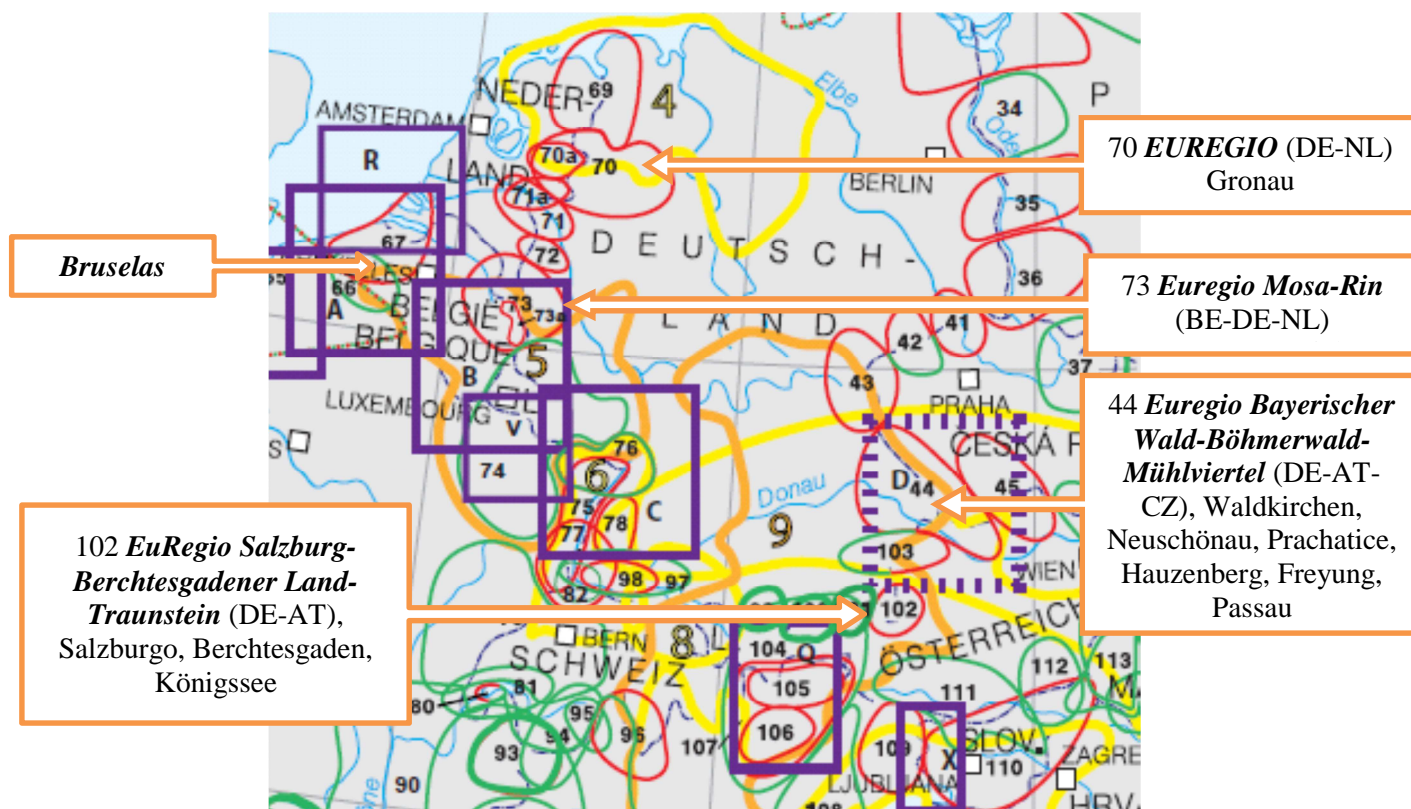 NEDER-
69
4
Elbe
34
P
Oder
AMSTERDAM
R
LAND
70a
70
BERLIN
70 EUREGIO (DE-NL)
Gronau
71a
71
35
67
72
D E U T S C H -
Bruselas
LES
66
A
36
BELGIË
73
73a
L A N D
41
42
37
73 Euregio Mosa-Rin
(BE-DE-NL)
BELGIQUE
5
B
43
PRAHA
LUXEMBOURG
L
V
ČESKÁ R
S
74
76
6
75
C
77
78
Donau
D
44
45
9
44 Euregio Bayerischer
Wald-Böhmerwald-
Mühlviertel (DE-AT-
CZ), Waldkirchen,
Neuschönau, Prachatice,
Hauzenberg, Freyung,
Passau
103
WIEN
98
97
82
102
102 EuRegio Salzburg-
Berchtesgadener Land-
Traunstein (DE-AT),
Salzburgo, Berchtesgaden,
Königssee
BERN
8
L
SCHWEIZ
104
Q
ÖSTERREICH
112
113
M
81
80
105
111
95
94
93
96
106
107
109
X
SLOV.
110
ZAGRE
LJUBLJANA
90
108
HRV